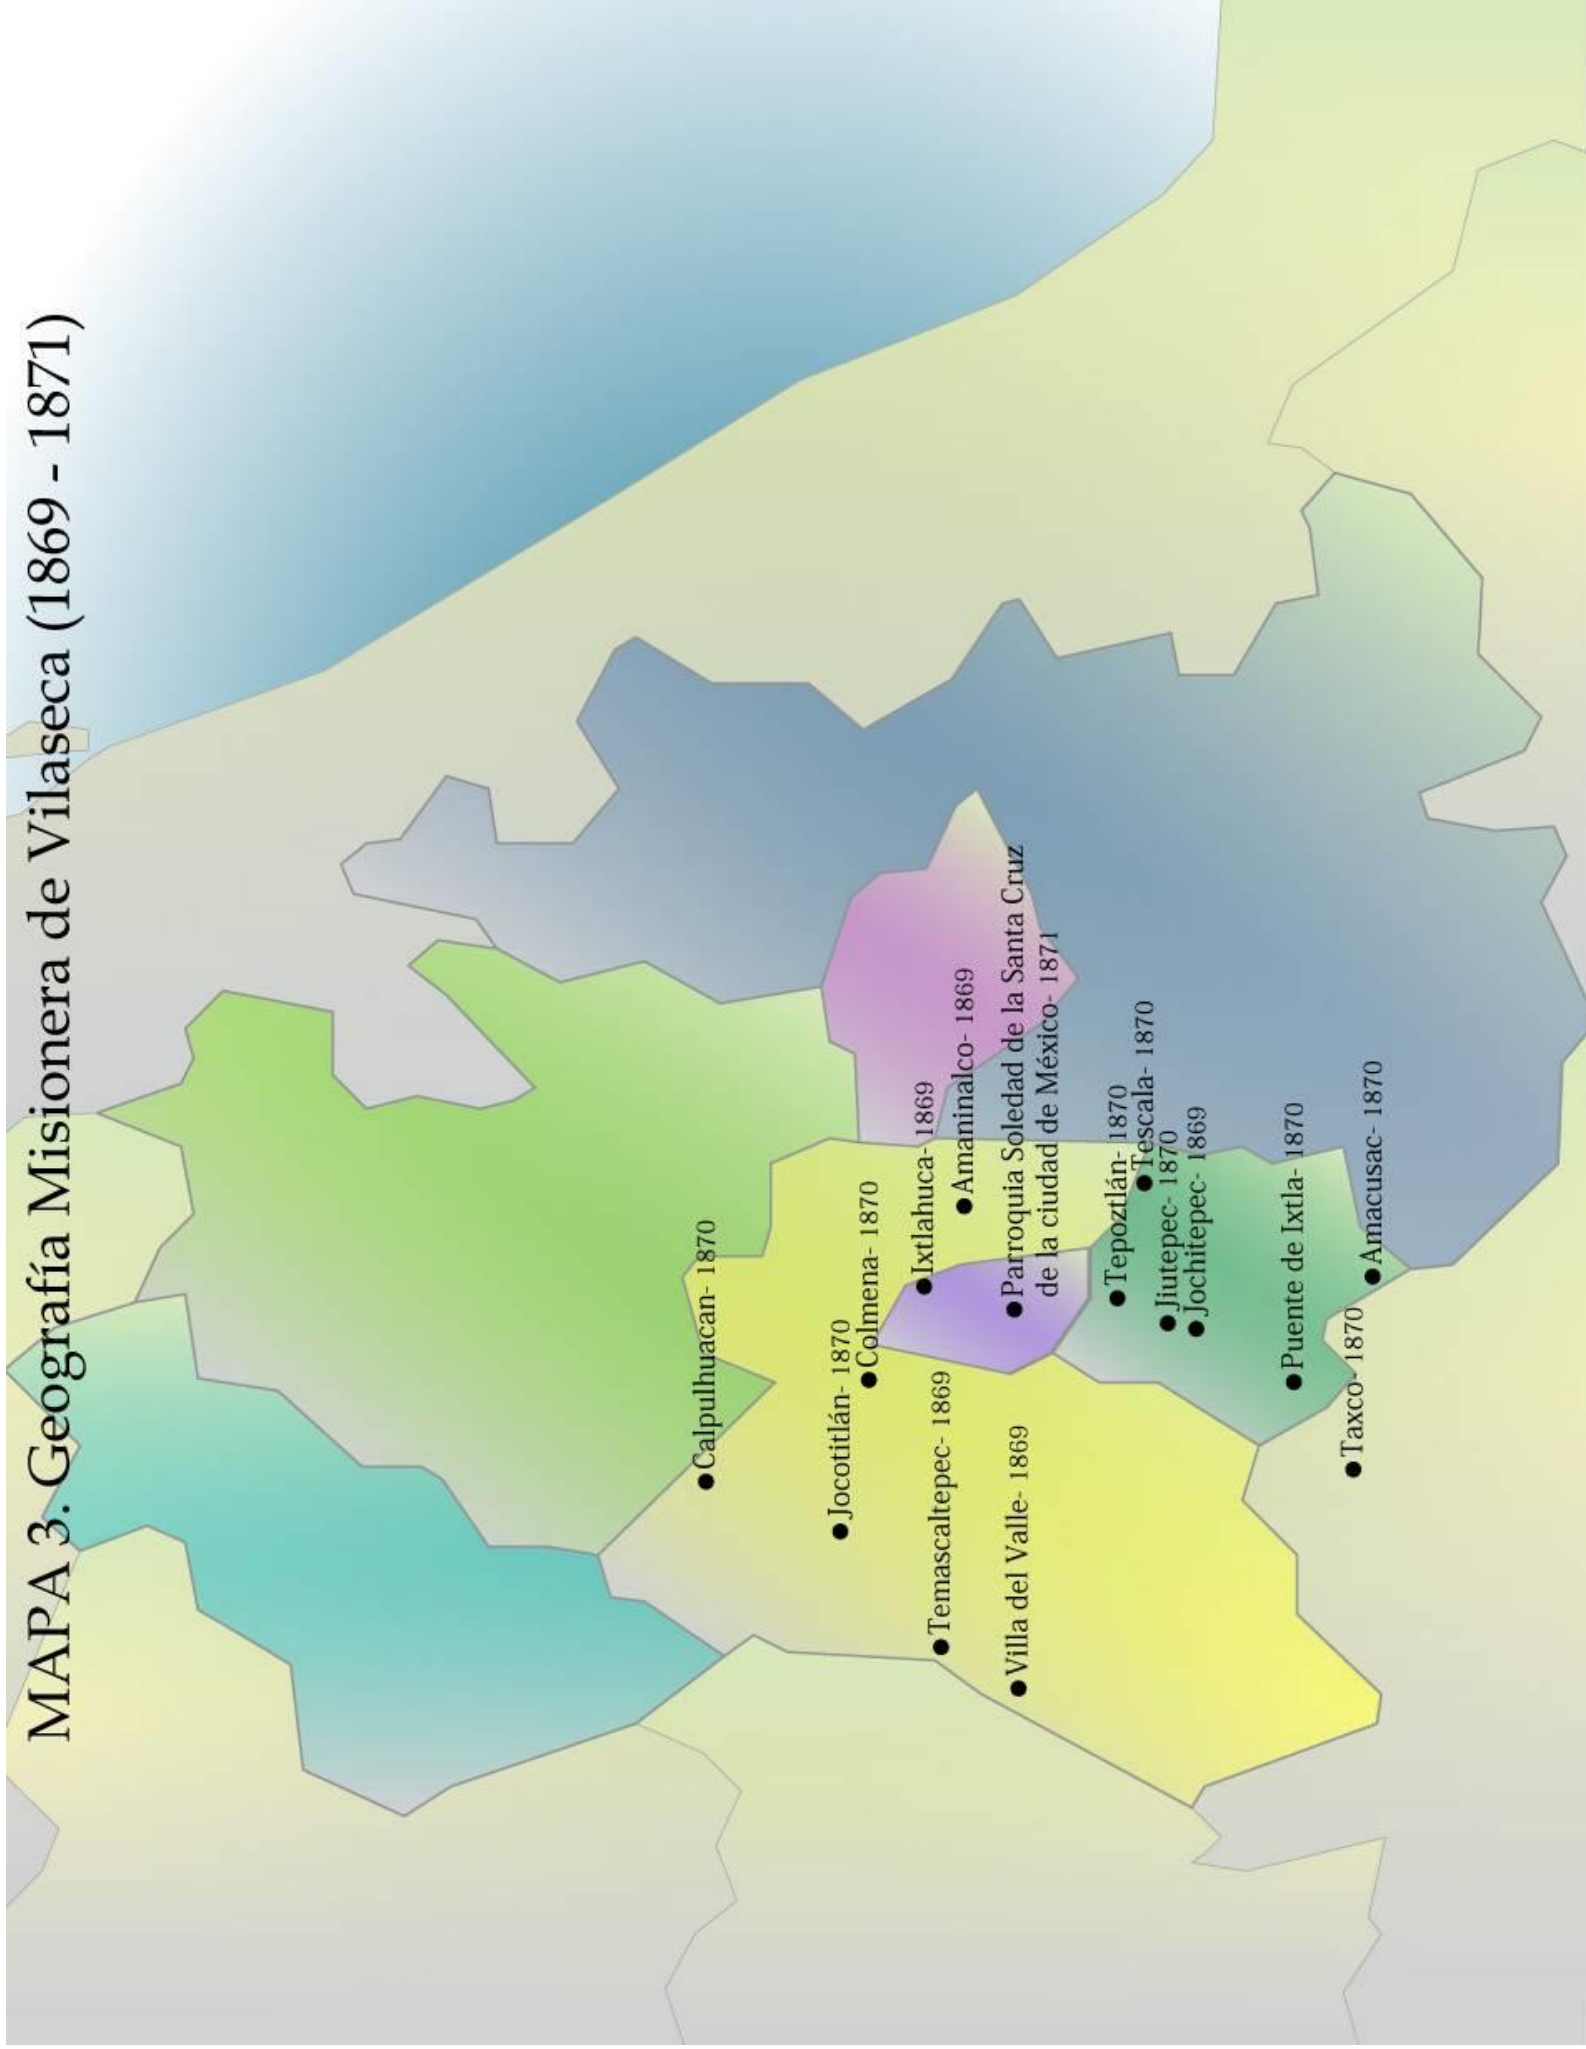 MAPA 3. Geografía Misionera de Vilaseca (1869 - 1871)
Calpulhuacan- 1870
Jocotitlán- 1870
Colmena- 1870
Ixtlahuca- 1869
Temascaltepec- 1869
Amaninalco- 1869
Villa del Valle- 1869
Parroquia Soledad de la Santa Cruz
de la ciudad de México- 1871
Tepoztlán- 1870
Tescala- 1870
Jiutepec- 1870
Jochitepec- 1869
Puente de Ixtla- 1870
Taxco- 1870
Amacusac- 1870